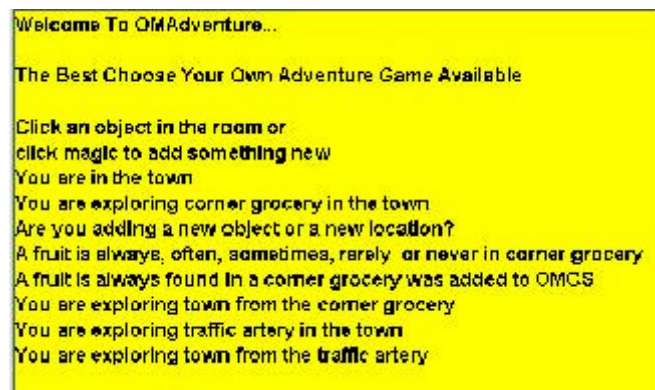 Welcome To OMAdventure...
The Best Choose Your Own Adventure Game Available
Click an object in the room or
click magic to add something new
You are in the town
You are exploring corner grocery in the town
Are you adding a new object or a new location?
A fruit is always, often, sometimes, rarely or never in corner grocery
A fruit is always found in a corner grocery was added to OMCS
You are exploring town from the corner grocery
You are exploring traffic artery in the town
You are exploring town from the traffic artery